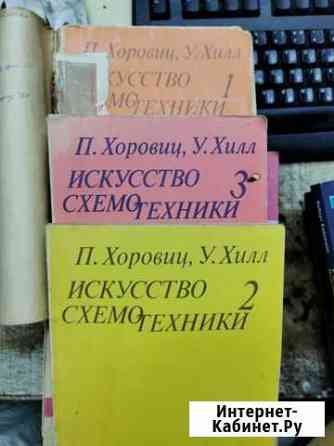 П. Хоровиц, У. Хилл
ИСКУССТВО 1
СХЕМОТЕХНИКИ
П. Хоровиц, У. Хилл
ИСКУССТВО 3
СХЕМОТЕХНИКИ
П. Хоровиц, У. Хилл
ИСКУССТВО 2
СХЕМОТЕХНИКИ
Интернет-
Кабинет.Ру